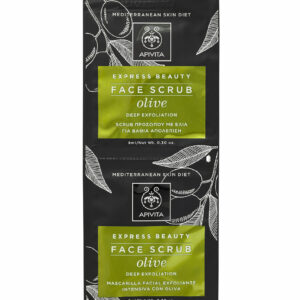 MEDITERRANEAN SKIN DIET
APIVITA
EXPRESS BEAUTY
FACE SCRUB
olive
DEEP EXFOLIATION
SCRUB ΠΡΟΣΩΠΟΥ ΜΕ ΕΛΙΑ
ΓΙΑ ΒΑΘΙΑ ΑΠΟΛΕΠΙΣΗ
8ml/Net Wt. 0.30 oz.
MEDITERRANEAN SKIN DIET
APIVITA
EXPRESS BEAUTY
FACE SCRUB
olive
DEEP EXFOLIATION
MASCARILLA FACIAL EXFOLIANTE
INTENSIVA CON OLIVA